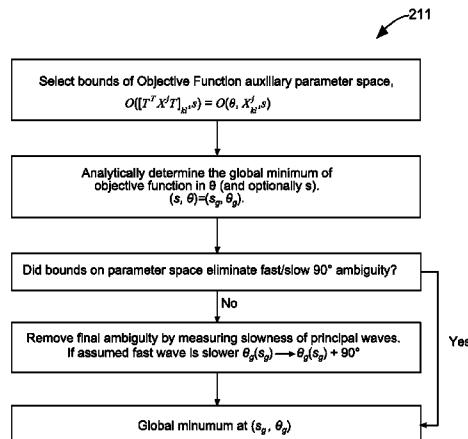 211
Select bounds of Objective Function auxiliary parameter space,
O([TᵀXʲT]ₖₗ,s) = O(θ, Xʲₖₗ,s)
Analytically determine the global minimum of
objective function in θ (and optionally s).
(s, θ)=(s_g, θ_g).
Did bounds on parameter space eliminate fast/slow 90° ambiguity?
No
Yes
Remove final ambiguity by measuring slowness of principal waves.
If assumed fast wave is slower θ_g(s_g) → θ_g(s_g) + 90°
Global minumum at (s_g, θ_g)